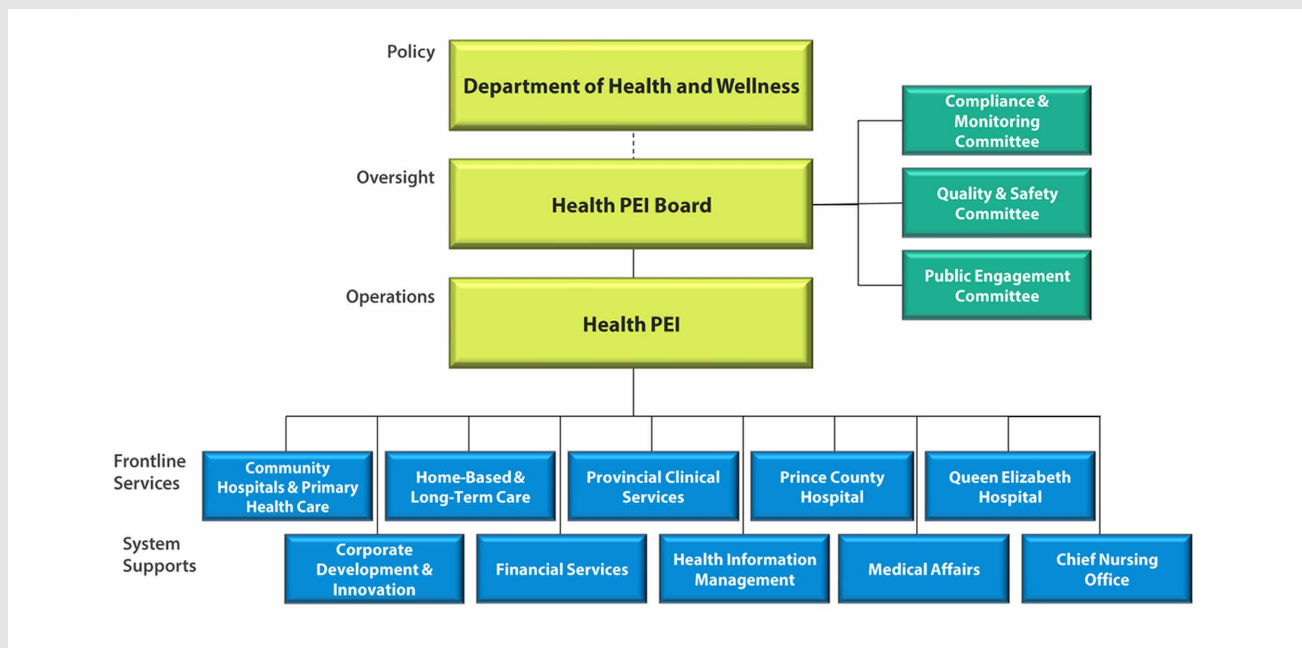 Policy
Department of Health and Wellness
Compliance &
Monitoring
Committee
Oversight
Health PEI Board
Quality & Safety
Committee
Public Engagement
Committee
Operations
Health PEI
Frontline
Services
Community
Hospitals & Primary
Health Care
Home-Based &
Long-Term Care
Provincial Clinical
Services
Prince County
Hospital
Queen Elizabeth
Hospital
System
Supports
Corporate
Development &
Innovation
Financial Services
Health Information
Management
Medical Affairs
Chief Nursing
Office